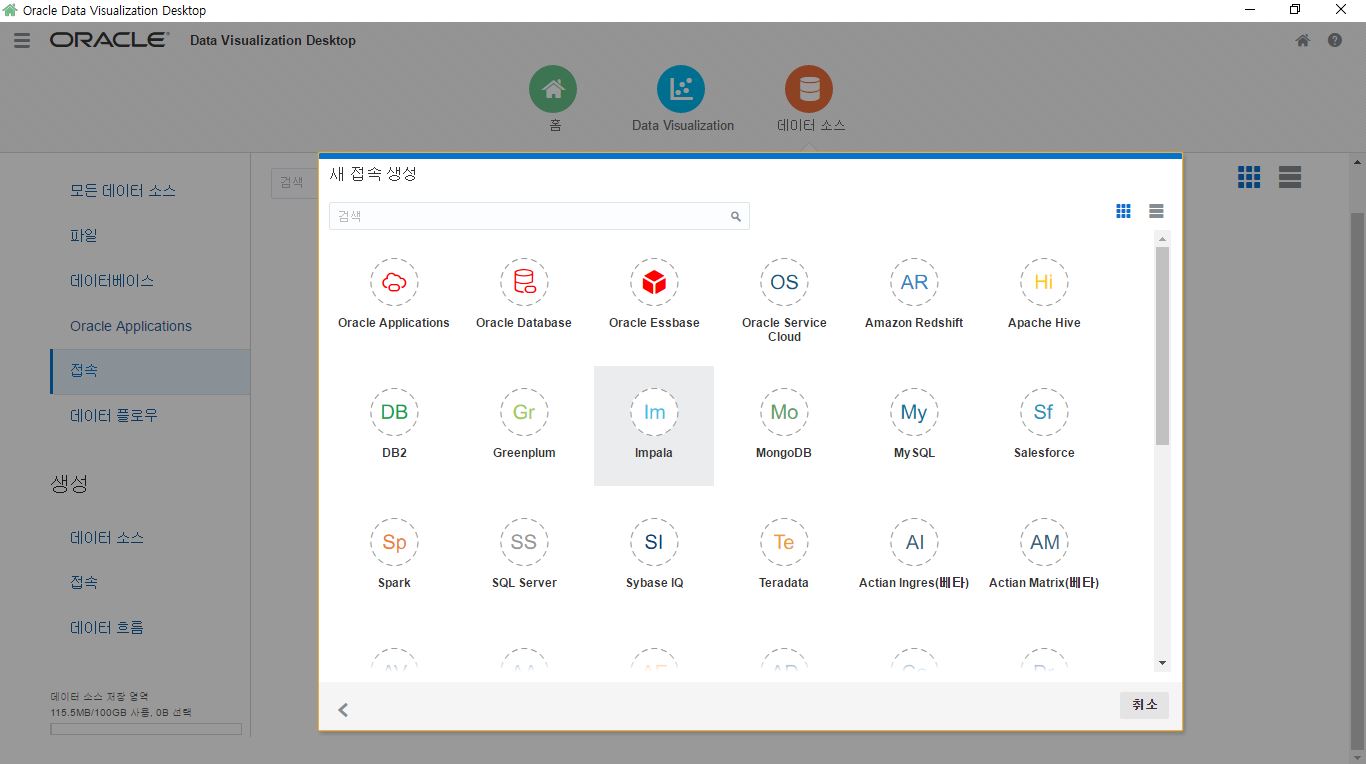 Oracle Data Visualization Desktop
ORACLE Data Visualization Desktop
홈
Data Visualization
데이터 소스
모든 데이터 소스
파일
데이터베이스
Oracle Applications
접속
데이터 플로우
생성
데이터 소스
접속
데이터 흐름
데이터 소스 저장 영역
115.5MB/100GB 사용, 0B 선택
검색
새 접속 생성
검색
OS
AR
Hi
Oracle Applications
Oracle Database
Oracle Essbase
Oracle Service
Cloud
Amazon Redshift
Apache Hive
DB
Gr
Im
Mo
My
Sf
DB2
Greenplum
Impala
MongoDB
MySQL
Salesforce
Sp
SS
SI
Te
AI
AM
Spark
SQL Server
Sybase IQ
Teradata
Actian Ingres(베타)
Actian Matrix(베타)
취소